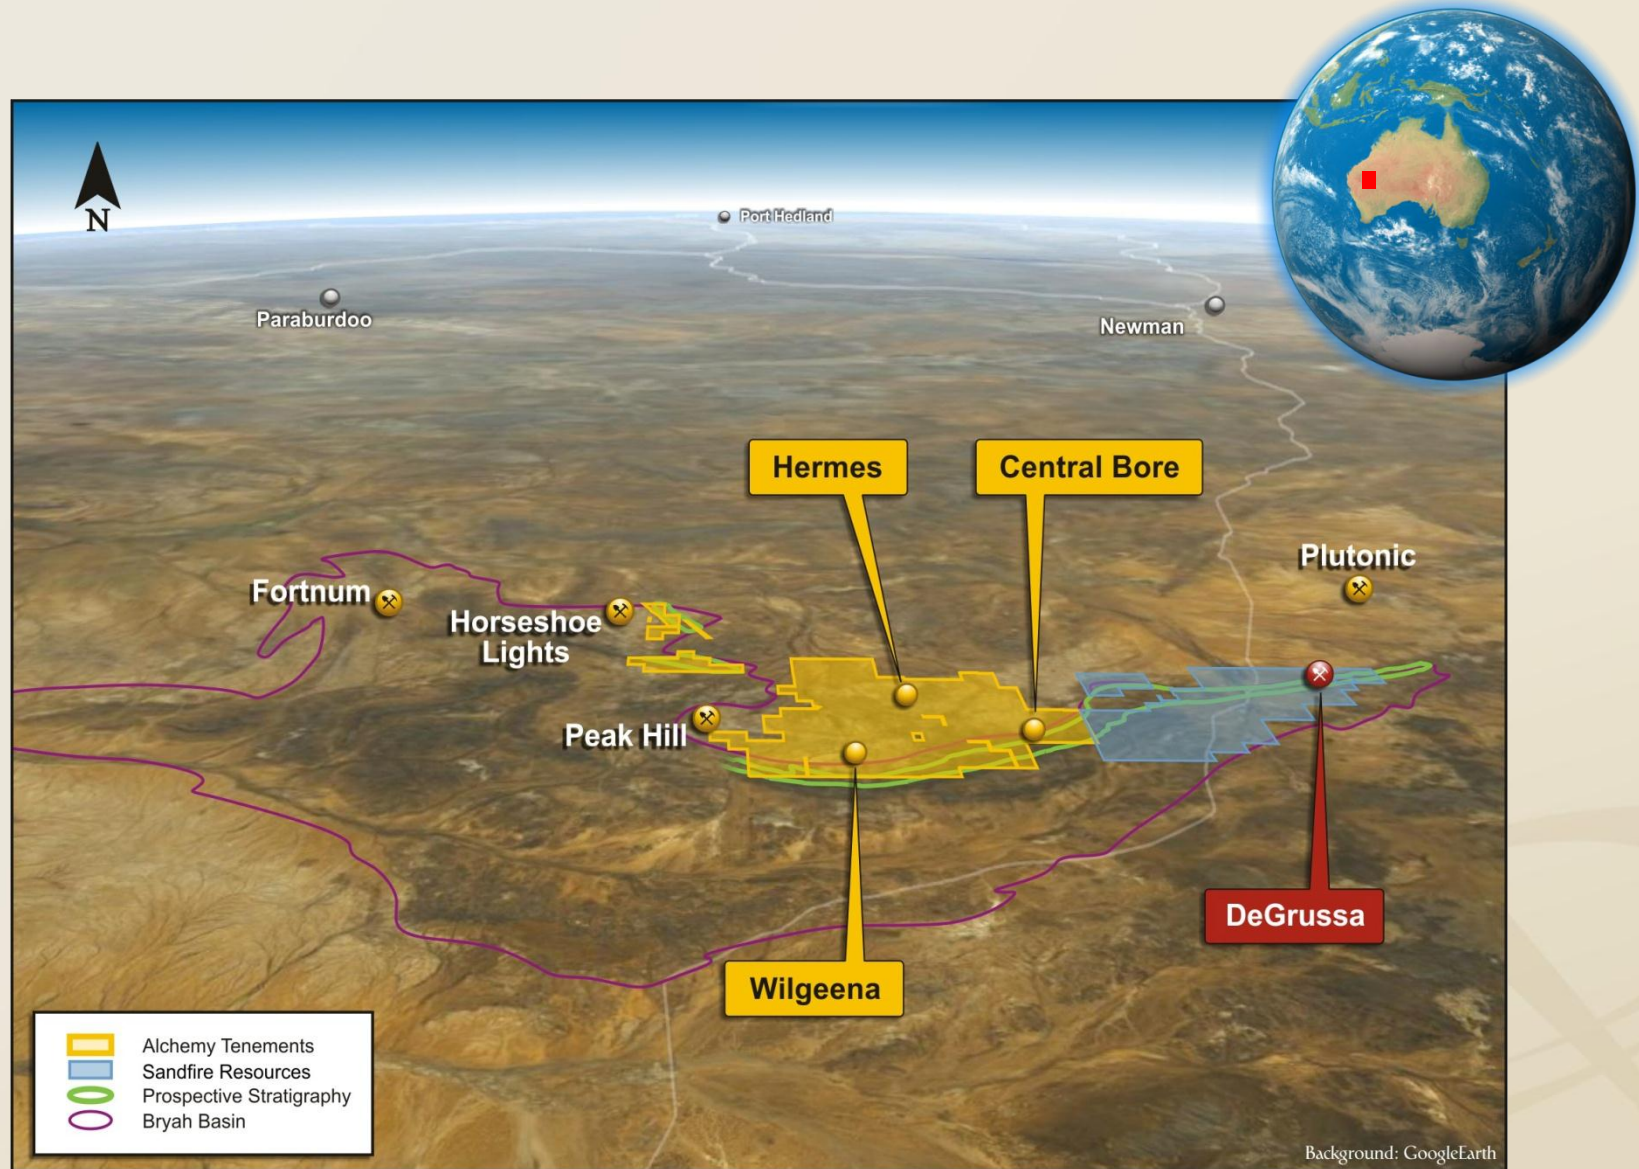 N
Port Hedland
Paraburdoo
Newman
Hermes
Central Bore
Plutonic
Fortnum
Horseshoe
Lights
Peak Hill
DeGrussa
Wilgeena
Alchemy Tenements
Sandfire Resources
Prospective Stratigraphy
Bryah Basin
Background: GoogleEarth